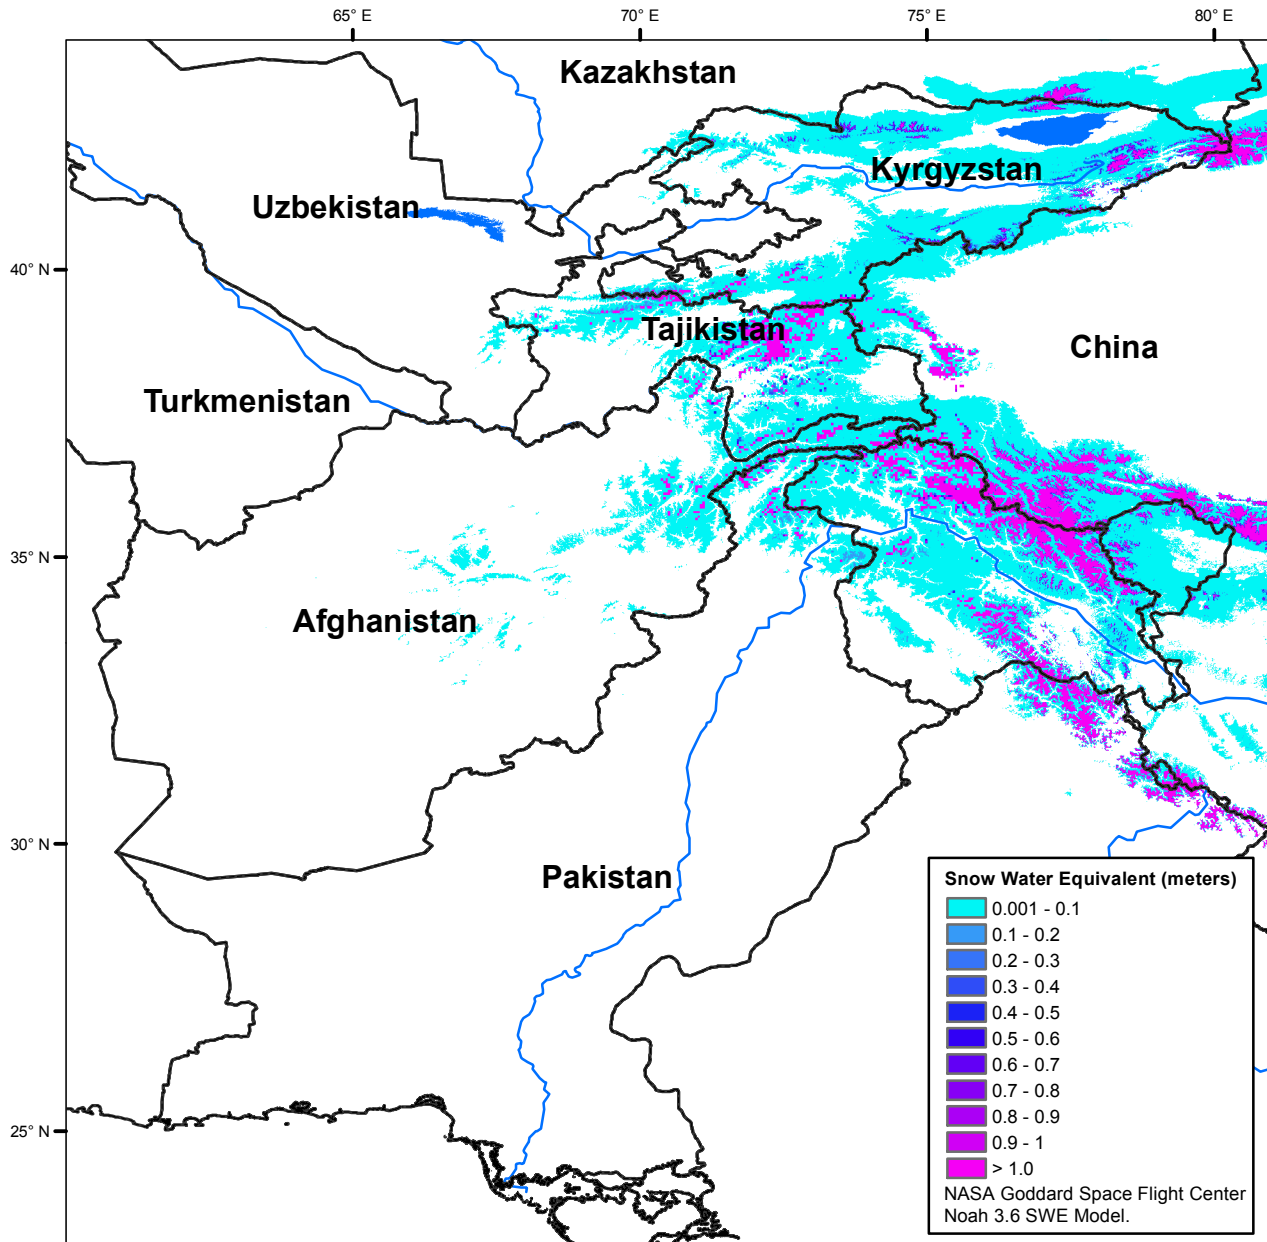 65° E
70° E
75° E
80° E
Kazakhstan
Kyrgyzstan
Uzbekistan
40° N
Tajikistan
China
Turkmenistan
35° N
Afghanistan
30° N
Pakistan
25° N
Snow Water Equivalent (meters)
0.001 - 0.1
0.1 - 0.2
0.2 - 0.3
0.3 - 0.4
0.4 - 0.5
0.5 - 0.6
0.6 - 0.7
0.7 - 0.8
0.8 - 0.9
0.9 - 1
> 1.0
NASA Goddard Space Flight Center
Noah 3.6 SWE Model.